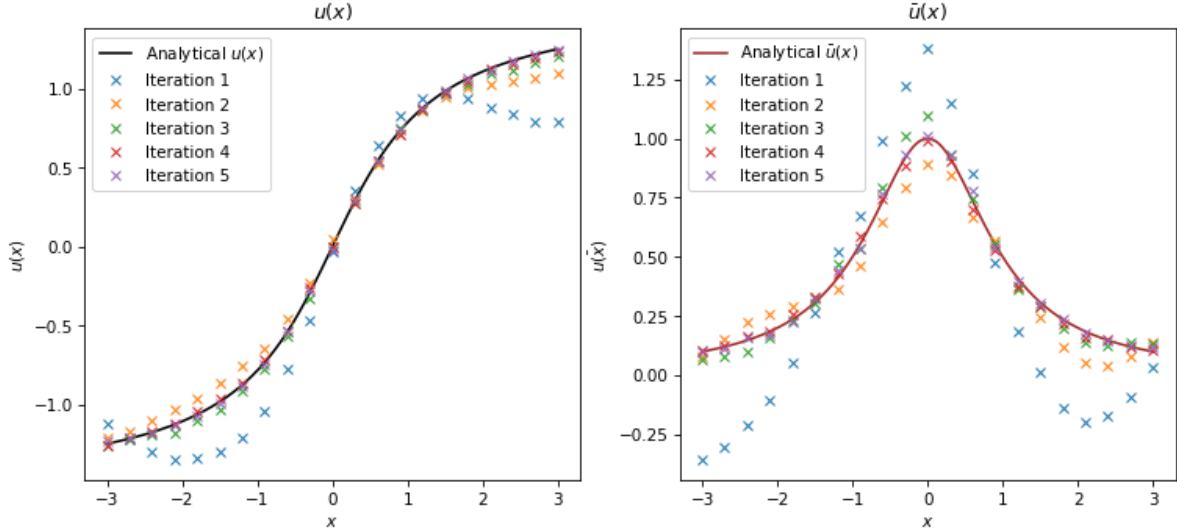 u(x)
Analytical u(x)
Iteration 1
Iteration 2
Iteration 3
Iteration 4
Iteration 5
1.0
0.5
0.0
−0.5
−1.0
u(x)
−3
−2
−1
0
1
2
3
x
ū(x)
Analytical ū(x)
Iteration 1
Iteration 2
Iteration 3
Iteration 4
Iteration 5
1.25
1.00
0.75
0.50
0.25
0.00
−0.25
ū(x)
−3
−2
−1
0
1
2
3
x